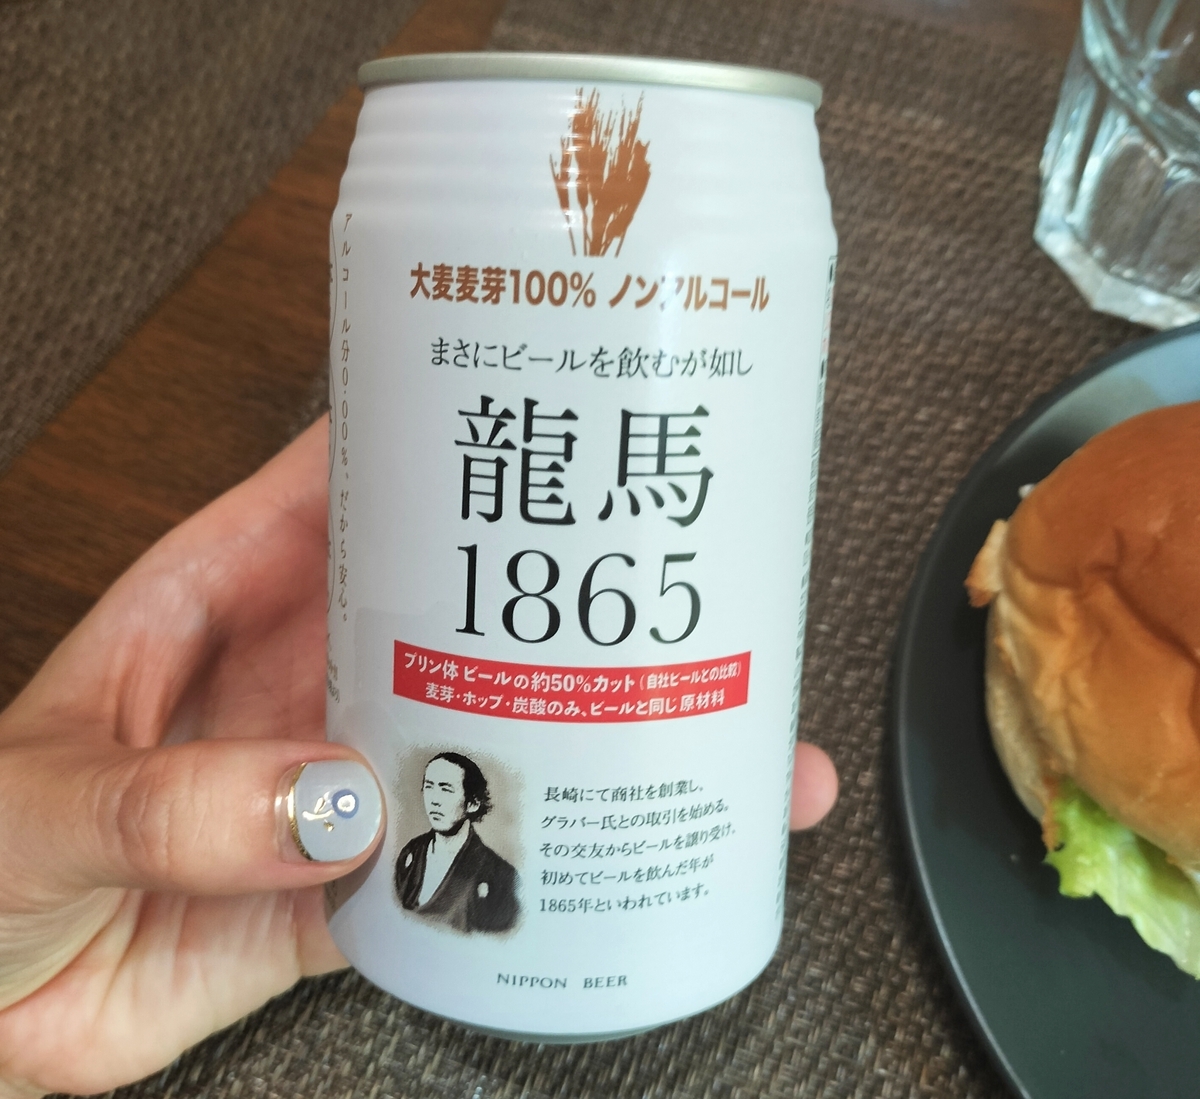 大麦麦芽100% ノンアルコール
まさにビールを飲むが如し
龍馬
1865
プリン体 ビールの約50%カット(自社ビールとの比較)
麦芽・ホップ・炭酸のみ、ビールと同じ原材料
長崎にて商社を創業し、
グラバー氏との取引を始める。
その交友からビールを譲り受け、
初めてビールを飲んだ年が
1865年といわれています。
NIPPON BEER
アルコール分0.00%、だから安心。